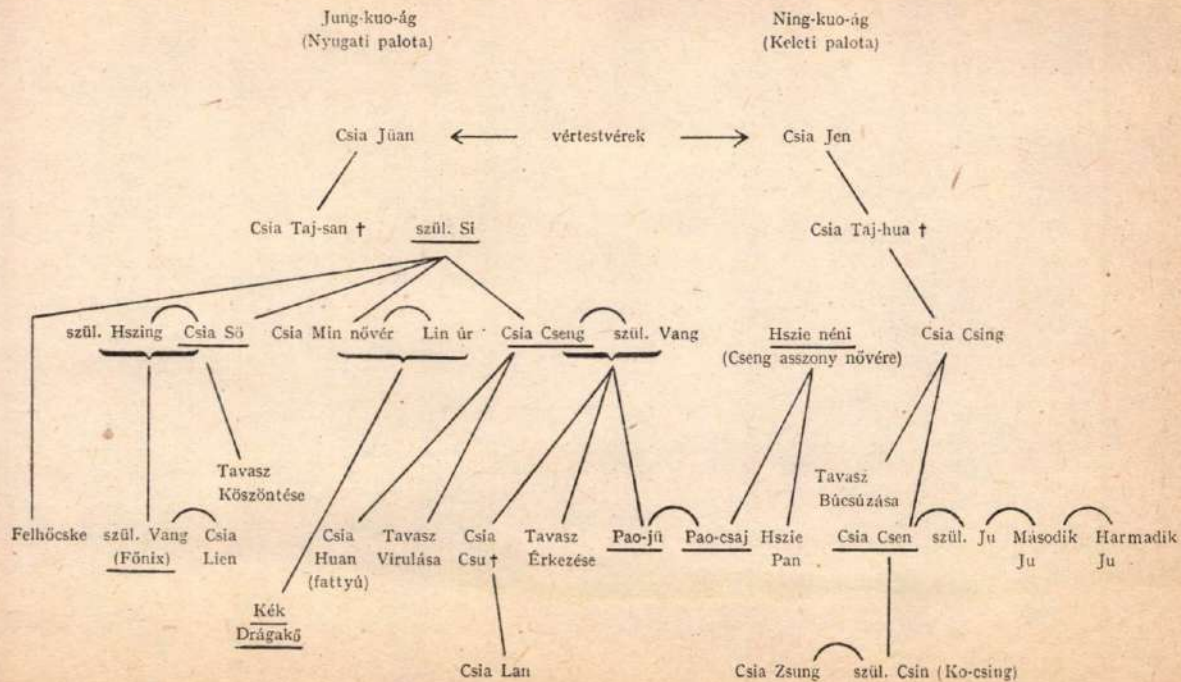 Jung-kuo-ág
(Nyugati palota)
Ning-kuo-ág
(Keleti palota)
Csia Jüan vértestvérek Csia Jen
Csia Taj-san † szül. Si Csia Taj-hua †
szül. Hszing Csia Sö Csia Min nővér Lin úr Csia Cseng szül. Vang Hszie néni Csia Csing
(Cseng asszony nővére)
Tavasz
Köszöntése
Tavasz
Búcsúzása
Felhőcske
szül. Vang
(Főnix)
Csia
Lien
Csia
Huan
(fattyú)
Tavasz
Virulása
Csia
Csu †
Tavasz
Érkezése
Pao-jü
Pao-csaj
Hszie
Pan
Csia Csen
szül. Ju
Második
Ju
Harmadik
Ju
Kék
Drágakő
Csia Lan
Csia Zsung szül. Csin (Ko-csing)